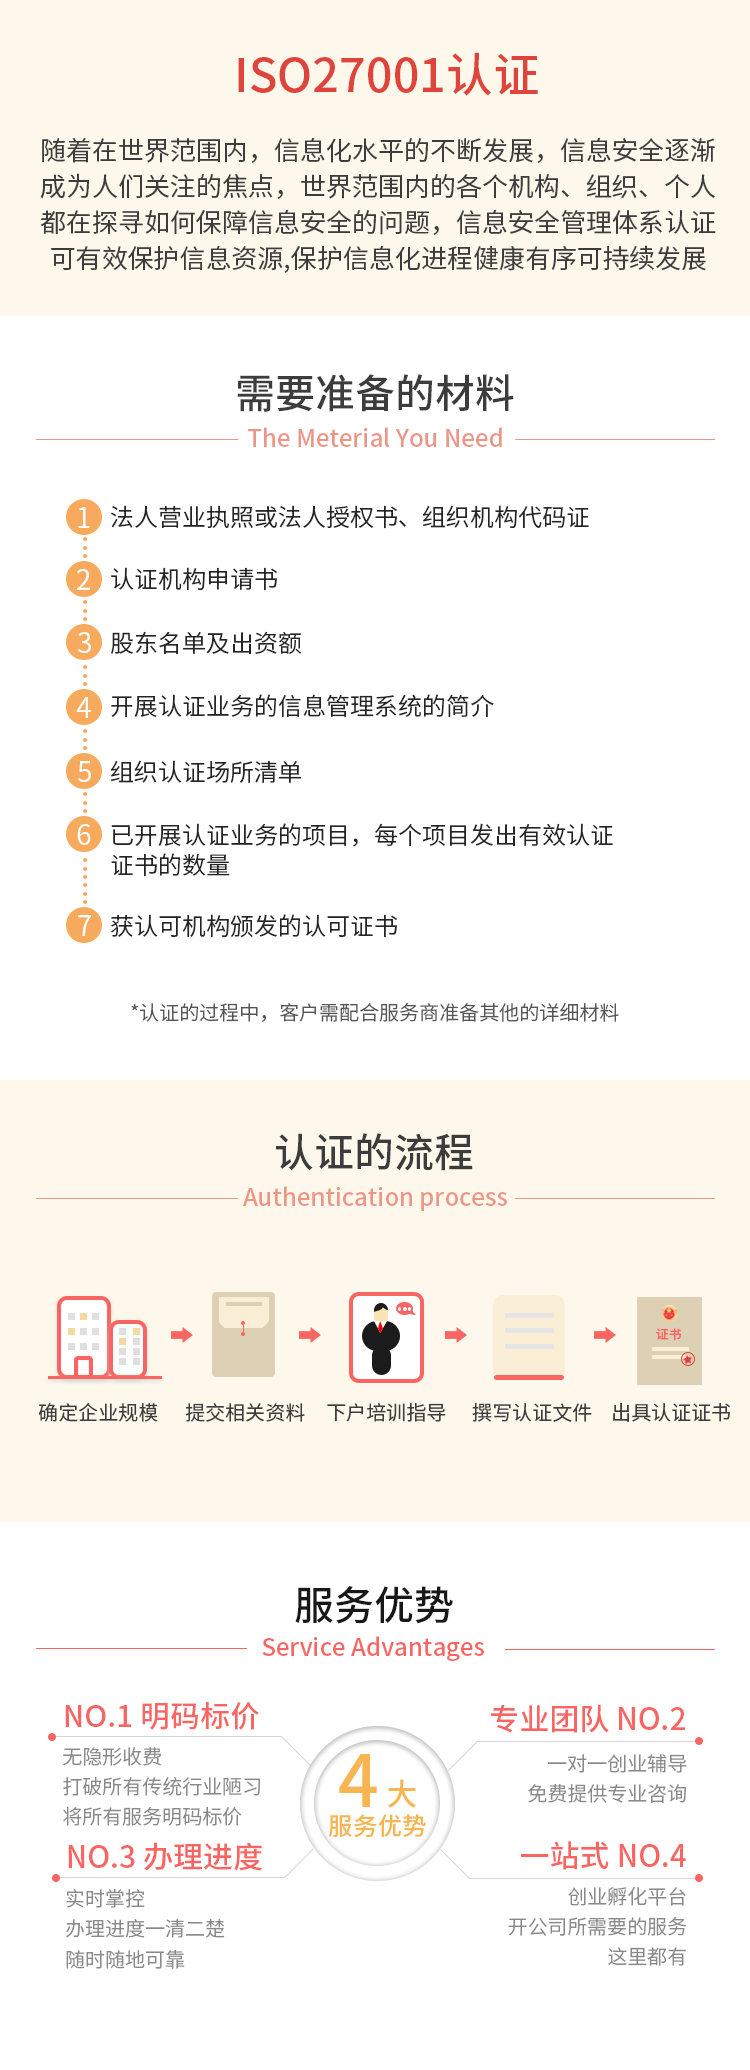 ISO27001认证
随着在世界范围内，信息化水平的不断发展，信息安全逐渐
成为人们关注的焦点，世界范围内的各个机构、组织、个人
都在探寻如何保障信息安全的问题，信息安全管理体系认证
可有效保护信息资源,保护信息化进程健康有序可持续发展
需要准备的材料
The Meterial You Need
1 法人营业执照或法人授权书、组织机构代码证
2 认证机构申请书
3 股东名单及出资额
4 开展认证业务的信息管理系统的简介
5 组织认证场所清单
6 已开展认证业务的项目，每个项目发出有效认证
证书的数量
7 获认可机构颁发的认可证书
*认证的过程中，客户需配合服务商准备其他的详细材料
认证的流程
Authentication process
证书
确定企业规模 提交相关资料 下户培训指导 撰写认证文件 出具认证证书
服务优势
Service Advantages
NO.1 明码标价
无隐形收费
打破所有传统行业陋习
将所有服务明码标价
专业团队 NO.2
一对一创业辅导
免费提供专业咨询
4大
服务优势
NO.3 办理进度
实时掌控
办理进度一清二楚
随时随地可靠
一站式 NO.4
创业孵化平台
开公司所需要的服务
这里都有